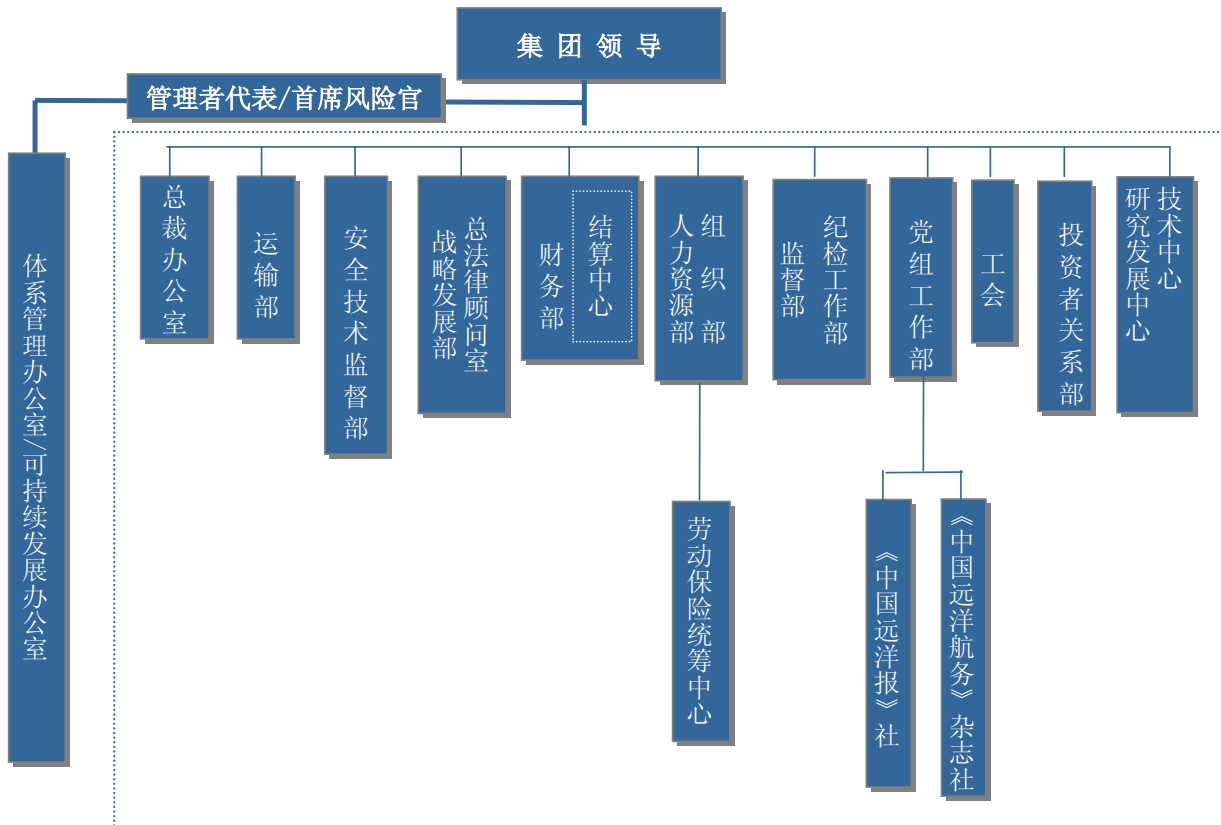 集团领导
管理者代表/首席风险官
体系管理办公室/可持续发展办公室
总裁办公室
运输部
安全技术监督部
总法律顾问室
战略发展部
结算中心
财务部
组织部
人力资源部
纪检工作部
监督部
党组工作部
工会
投资者关系部
技术中心
研究发展中心
劳动保险统筹中心
《中国远洋报》社
《中国远洋航务》杂志社